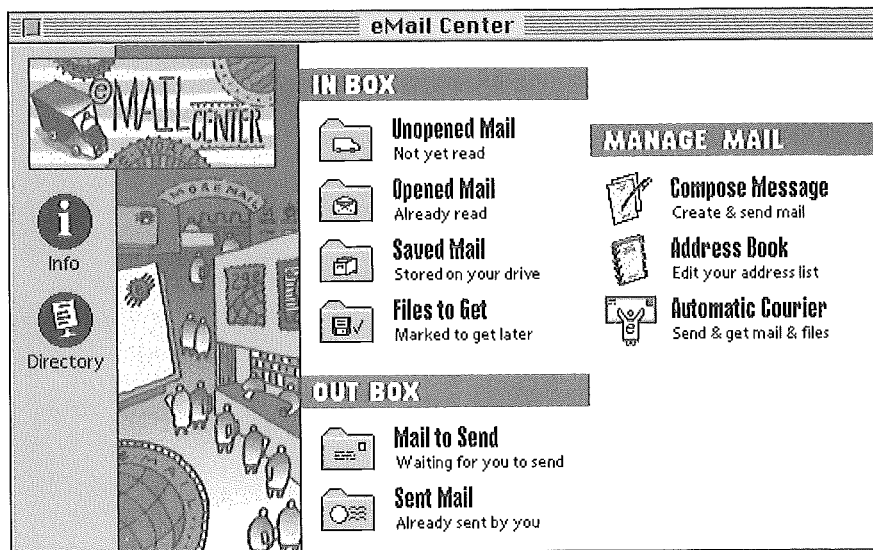 eMail Center
eMAIL
CENTER
MORE MAIL
Info
Directory
IN BOX
Unopened Mail
Not yet read
Opened Mail
Already read
Saved Mail
Stored on your drive
Files to Get
Marked to get later
OUT BOX
Mail to Send
Waiting for you to send
Sent Mail
Already sent by you
MANAGE MAIL
Compose Message
Create & send mail
Address Book
Edit your address list
Automatic Courier
Send & get mail & files